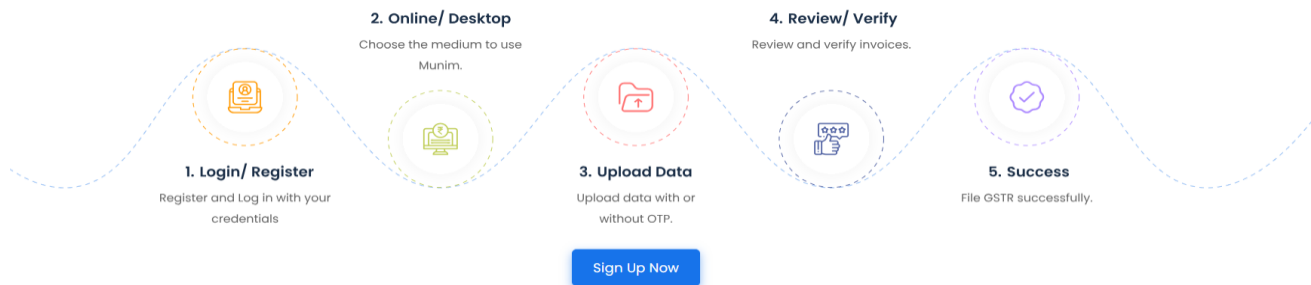 1. Login/ Register
Register and Log in with your
credentials
2. Online/ Desktop
Choose the medium to use
Munim.
₹
3. Upload Data
Upload data with or
without OTP.
4. Review/ Verify
Review and verify invoices.
5. Success
File GSTR successfully.
Sign Up Now